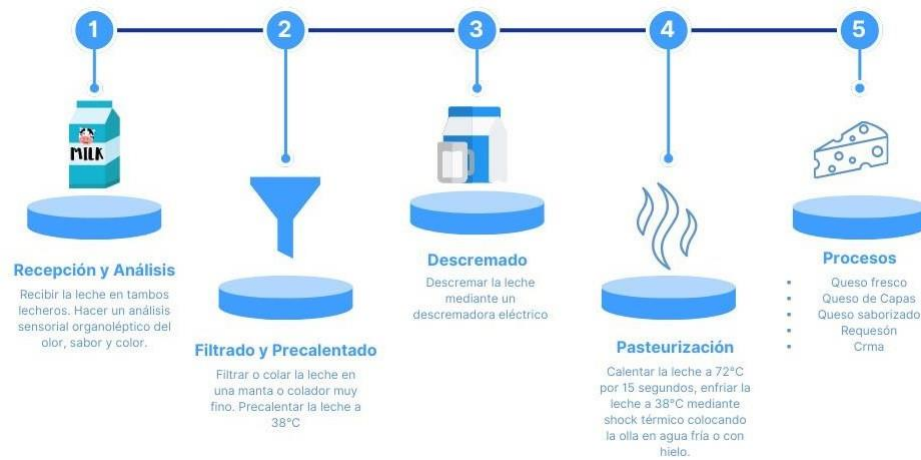 1
2
3
4
5
MILK
Recepción y Análisis
Recibir la leche en tambos
lecheros. Hacer un análisis
sensorial organoléptico del
olor, sabor y color.
Filtrado y Precalentado
Filtrar o colar la leche en
una manta o colador muy
fino. Precalentar la leche a
38°C
Descremado
Descremar la leche
mediante un
descremadora eléctrico
Pasteurización
Calentar la leche a 72°C
por 15 segundos, enfriar la
leche a 38°C mediante
shock térmico colocando
la olla en agua fría o con
hielo.
Procesos
Queso fresco
Queso de Capas
Queso saborizado
Requesón
Crma